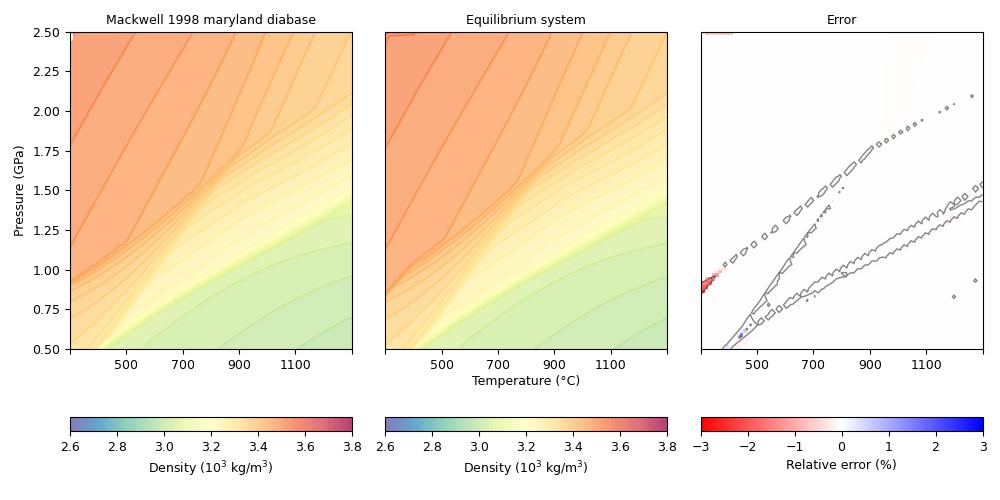 Mackwell 1998 maryland diabase
Equilibrium system
Error
2.50
2.25
2.00
1.75
1.50
1.25
1.00
0.75
0.50
Pressure (GPa)
500 700 900 1100
500 700 900 1100
500 700 900 1100
Temperature (°C)
2.6 2.8 3.0 3.2 3.4 3.6 3.8
2.6 2.8 3.0 3.2 3.4 3.6 3.8
−3 −2 −1 0 1 2 3
Density (10³ kg/m³)
Density (10³ kg/m³)
Relative error (%)